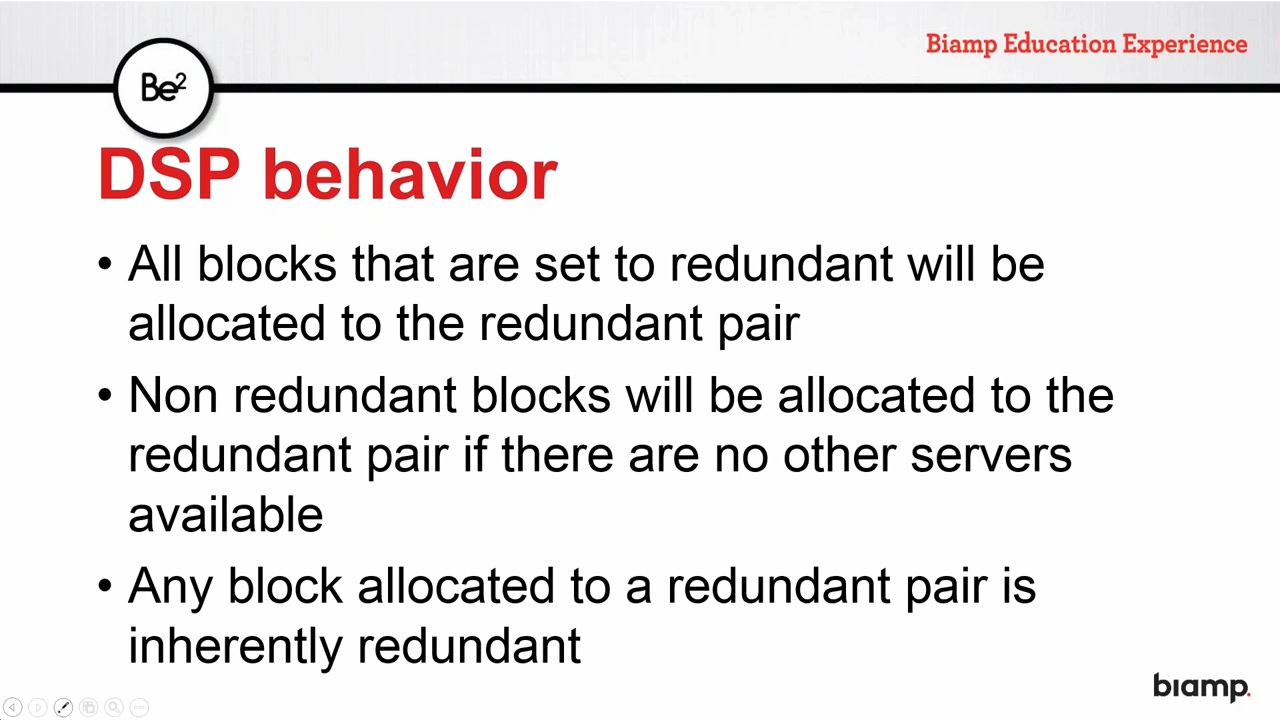 Biamp Education Experience
Be²
DSP behavior
• All blocks that are set to redundant will be
allocated to the redundant pair
• Non redundant blocks will be allocated to the
redundant pair if there are no other servers
available
• Any block allocated to a redundant pair is
inherently redundant
biamp.